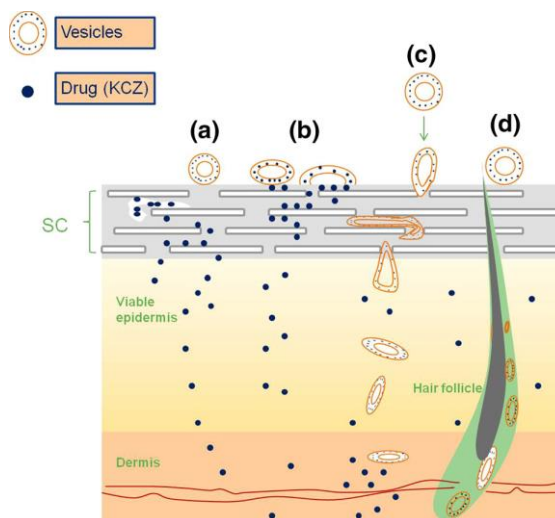 Vesicles
Drug (KCZ)
(a)
(b)
(c)
(d)
SC
Viable
epidermis
Hair follicle
Dermis